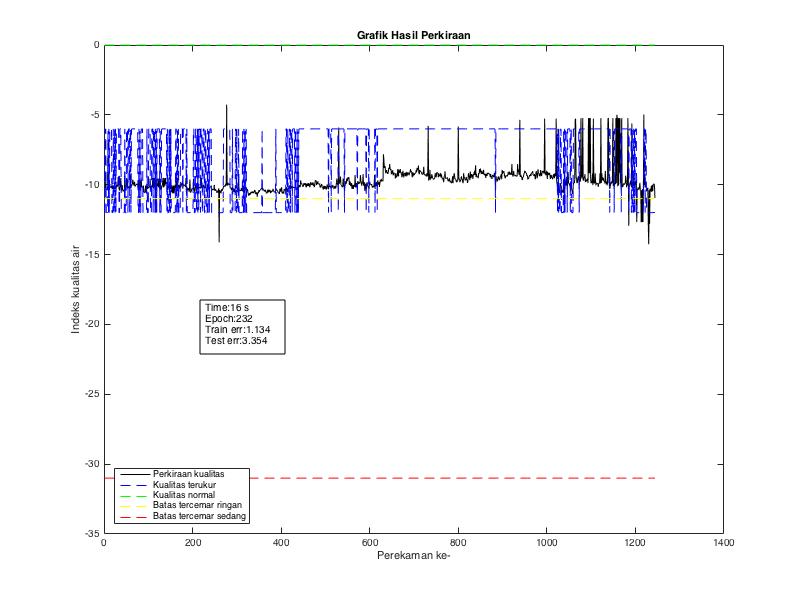 Grafik Hasil Perkiraan
0
-5
-10
-15
-20
-25
-30
-35
Indeks kualitas air
Time:16 s
Epoch:232
Train err:1.134
Test err:3.354
Perkiraan kualitas
Kualitas terukur
Kualitas normal
Batas tercemar ringan
Batas tercemar sedang
0 200 400 600 800 1000 1200 1400
Perekaman ke-